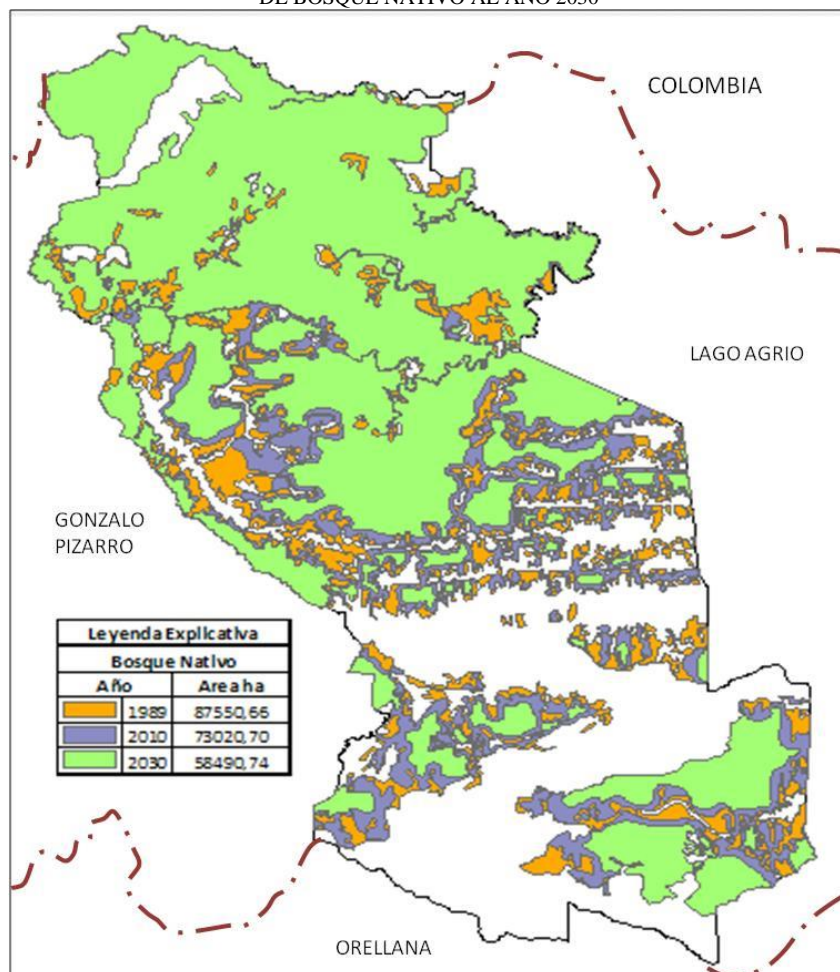 DE BOSQUE NATIVO AL AÑO 2030
COLOMBIA
LAGO AGRIO
GONZALO
PIZARRO
Leyenda Explicativa
Bosque Nativo
Año Area ha
1989 87550,66
2010 73020,70
2030 58490,74
ORELLANA